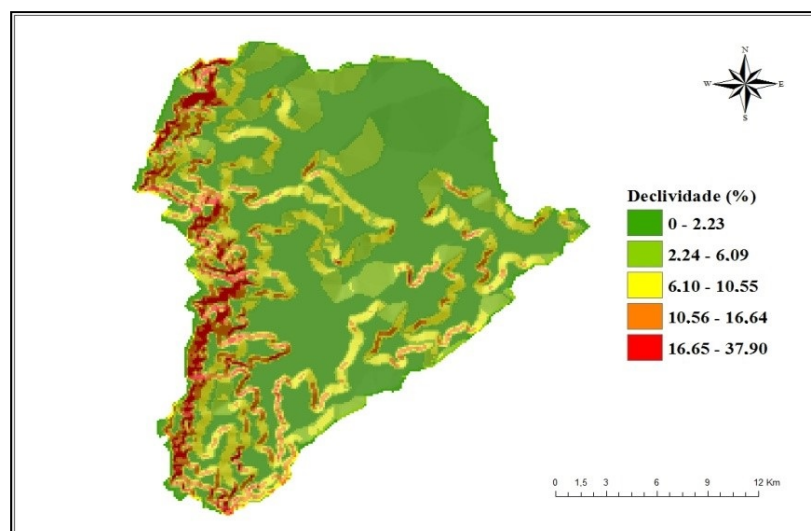 N
W E
S
Declividade (%)
0 - 2.23
2.24 - 6.09
6.10 - 10.55
10.56 - 16.64
16.65 - 37.90
0 1,5 3 6 9 12 Km